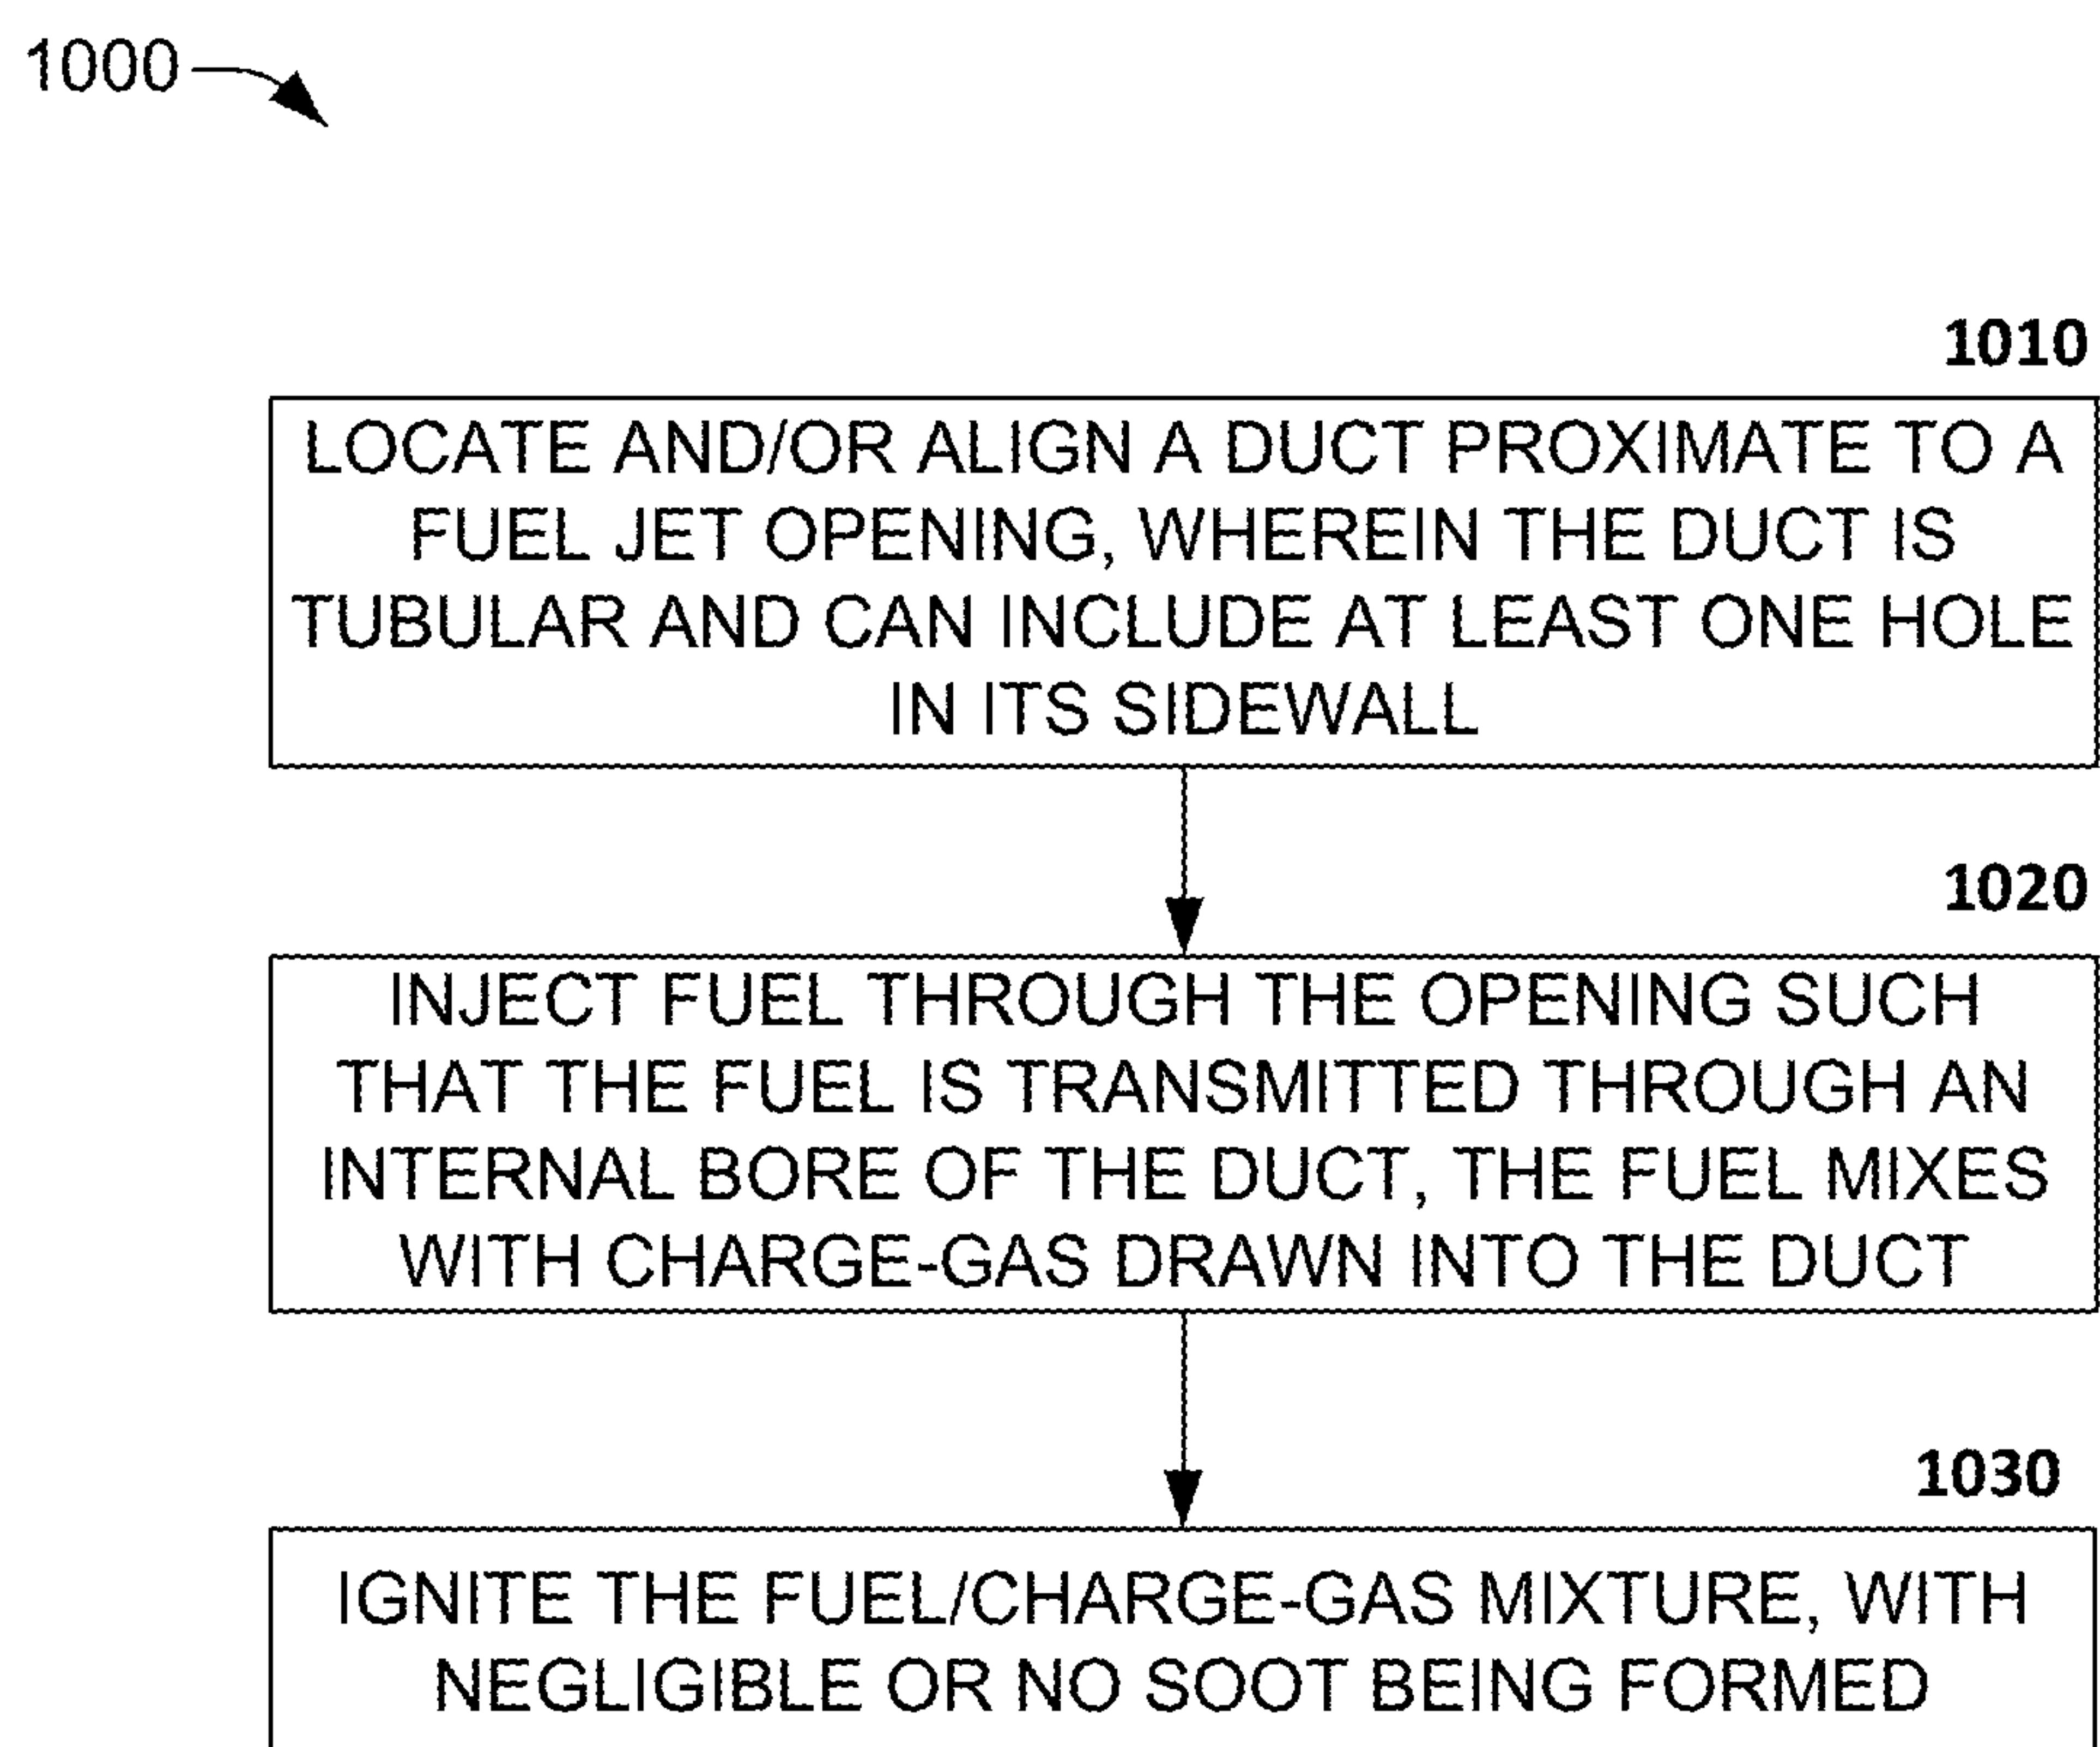 1000
1010
LOCATE AND/OR ALIGN A DUCT PROXIMATE TO A
FUEL JET OPENING, WHEREIN THE DUCT IS
TUBULAR AND CAN INCLUDE AT LEAST ONE HOLE
IN ITS SIDEWALL
1020
INJECT FUEL THROUGH THE OPENING SUCH
THAT THE FUEL IS TRANSMITTED THROUGH AN
INTERNAL BORE OF THE DUCT, THE FUEL MIXES
WITH CHARGE-GAS DRAWN INTO THE DUCT
1030
IGNITE THE FUEL/CHARGE-GAS MIXTURE, WITH
NEGLIGIBLE OR NO SOOT BEING FORMED